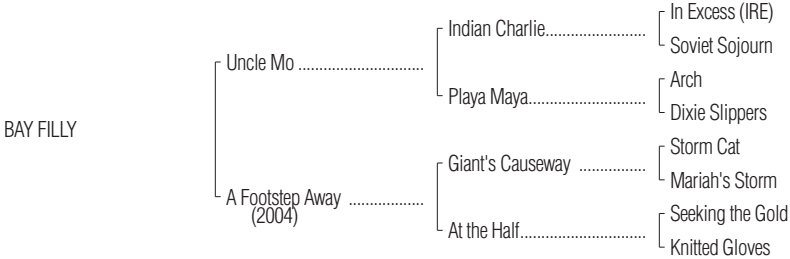 In Excess (IRE)
Indian Charlie........................
Soviet Sojourn
Uncle Mo ..............................
Arch
Playa Maya............................
Dixie Slippers
BAY FILLY
Storm Cat
Giant's Causeway ................
Mariah's Storm
A Footstep Away ..................
(2004)
Seeking the Gold
At the Half..............................
Knitted Gloves